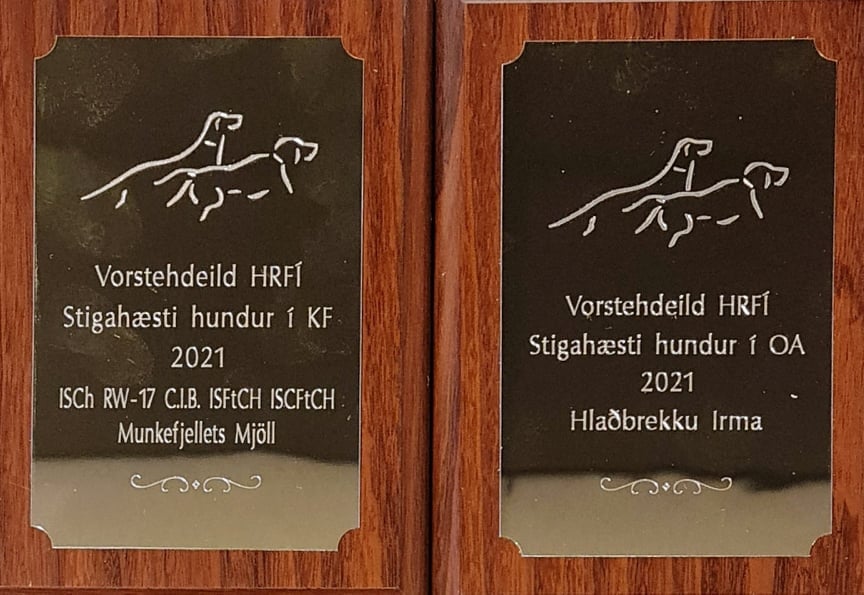 Vorstehdeild HRFÍ
Stigahæsti hundur í KF
2021
ISCh RW-17 C.I.B. ISFtCH ISCFtCH
Munkefjellets Mjöll
Vorstehdeild HRFÍ
Stigahæsti hundur í OA
2021
Hlaðbrekku Irma